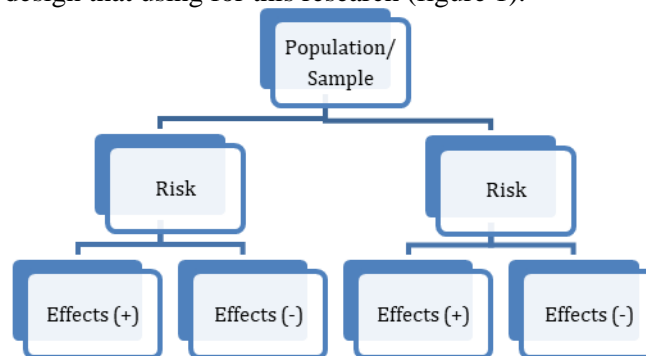 design that using for this research (figure 1).
Population/
Sample
Risk
Risk
Effects (+)
Effects (-)
Effects (+)
Effects (-)